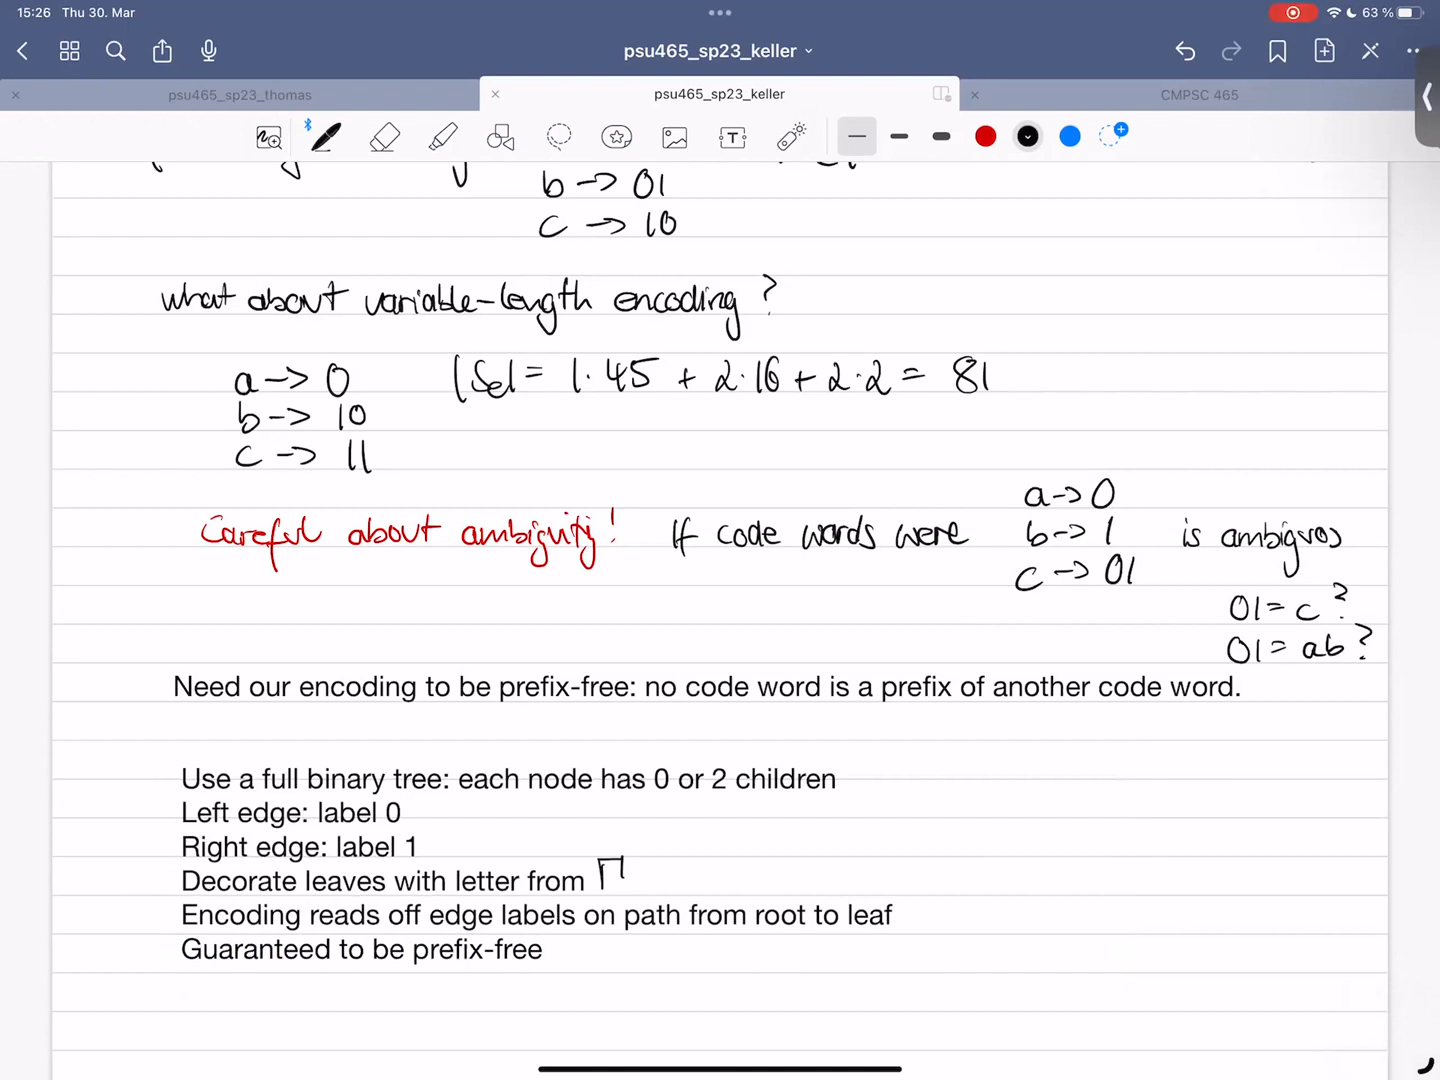 15:26 Thu 30. Mar
63 %
psu465_sp23_keller
psu465_sp23_thomas
psu465_sp23_keller
CMPSC 465
b -> 01
c -> 10
what about variable-length encoding ?
a -> 0 |Se| = 1·45 + 2·16 + 2·2 = 81
b -> 10
c -> 11
Careful about ambiguity! If code words were
a -> 0
b -> 1
c -> 01
is ambiguos
01 = c ?
01 = ab ?
Need our encoding to be prefix-free: no code word is a prefix of another code word.
Use a full binary tree: each node has 0 or 2 children
Left edge: label 0
Right edge: label 1
Decorate leaves with letter from Γ
Encoding reads off edge labels on path from root to leaf
Guaranteed to be prefix-free